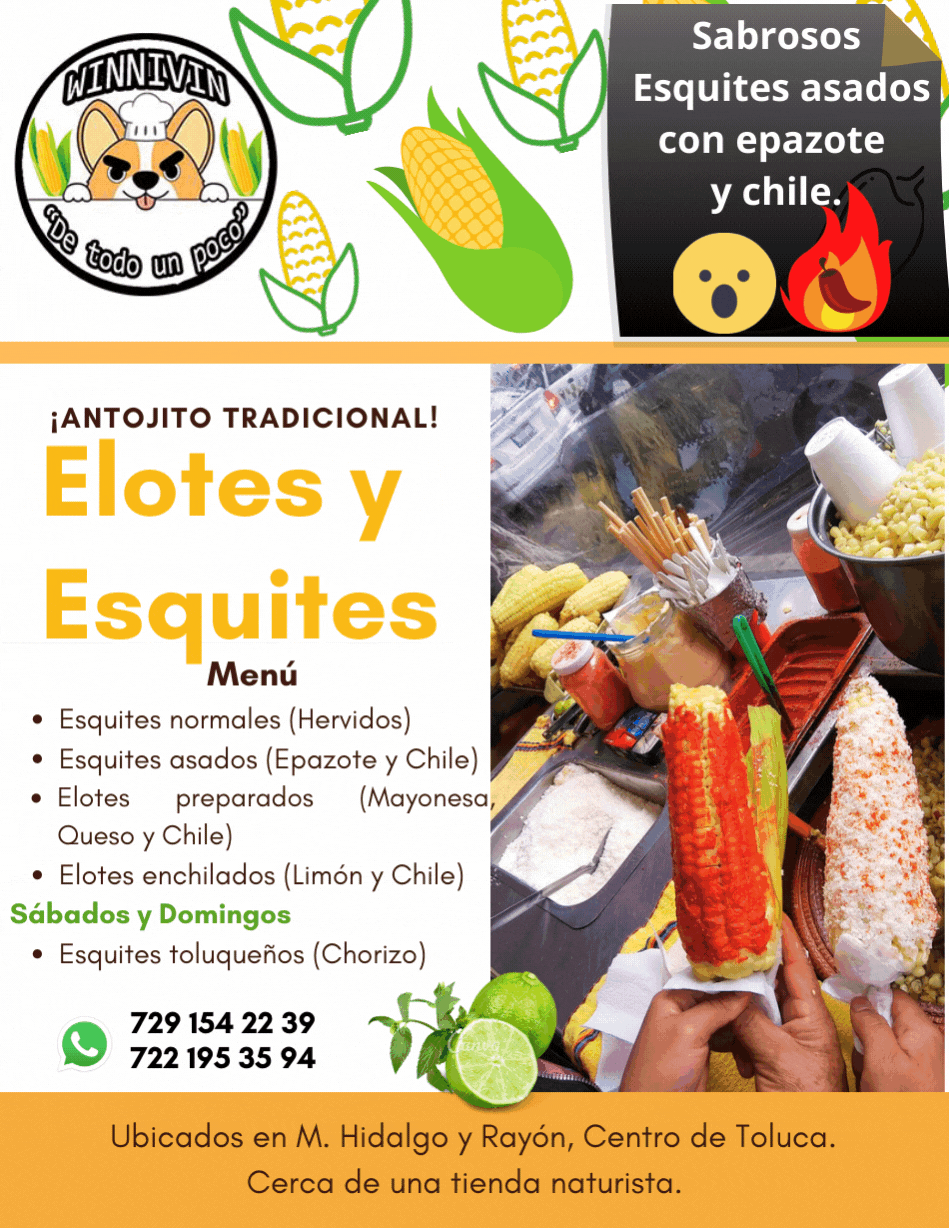 WINNIVIN
"De todo un poco"
Sabrosos
Esquites asados
con epazote
y chile.
¡ANTOJITO TRADICIONAL!
Elotes y
Esquites
Menú
• Esquites normales (Hervidos)
• Esquites asados (Epazote y Chile)
• Elotes preparados (Mayonesa,
Queso y Chile)
• Elotes enchilados (Limón y Chile)
Sábados y Domingos
• Esquites toluqueños (Chorizo)
729 154 22 39
722 195 35 94
Canva
Ubicados en M. Hidalgo y Rayón, Centro de Toluca.
Cerca de una tienda naturista.